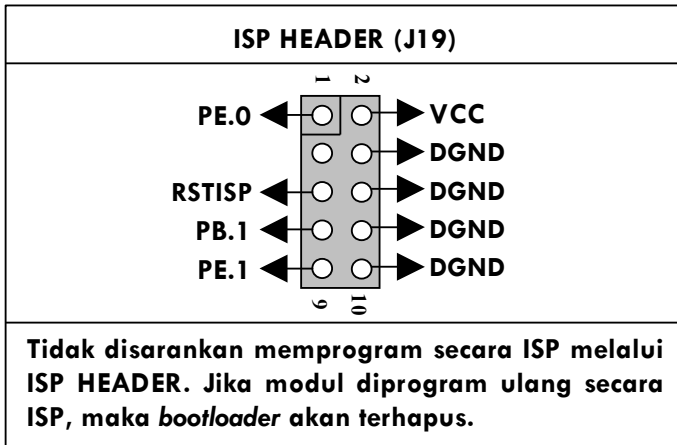 ISP HEADER (J19)
1 2
PE.0 VCC
DGND
RSTISP DGND
PB.1 DGND
PE.1 DGND
9 10
Tidak disarankan memprogram secara ISP melalui
ISP HEADER. Jika modul diprogram ulang secara
ISP, maka bootloader akan terhapus.